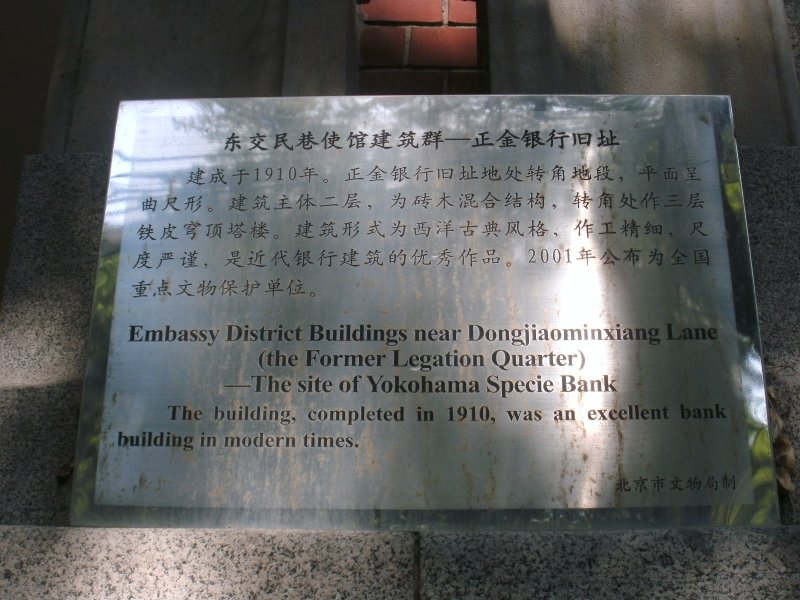 东交民巷使馆建筑群—正金银行旧址
建成于1910年。正金银行旧址地处转角地段，平面呈
曲尺形。建筑主体二层，为砖木混合结构，转角处作三层
铁皮穹顶塔楼。建筑形式为西洋古典风格，作工精细，尺
度严谨，是近代银行建筑的优秀作品。2001年公布为全国
重点文物保护单位。
Embassy District Buildings near Dongjiaominxiang Lane
(the Former Legation Quarter)
—The site of Yokohama Specie Bank
The building, completed in 1910, was an excellent bank
building in modern times.
北京市文物局制